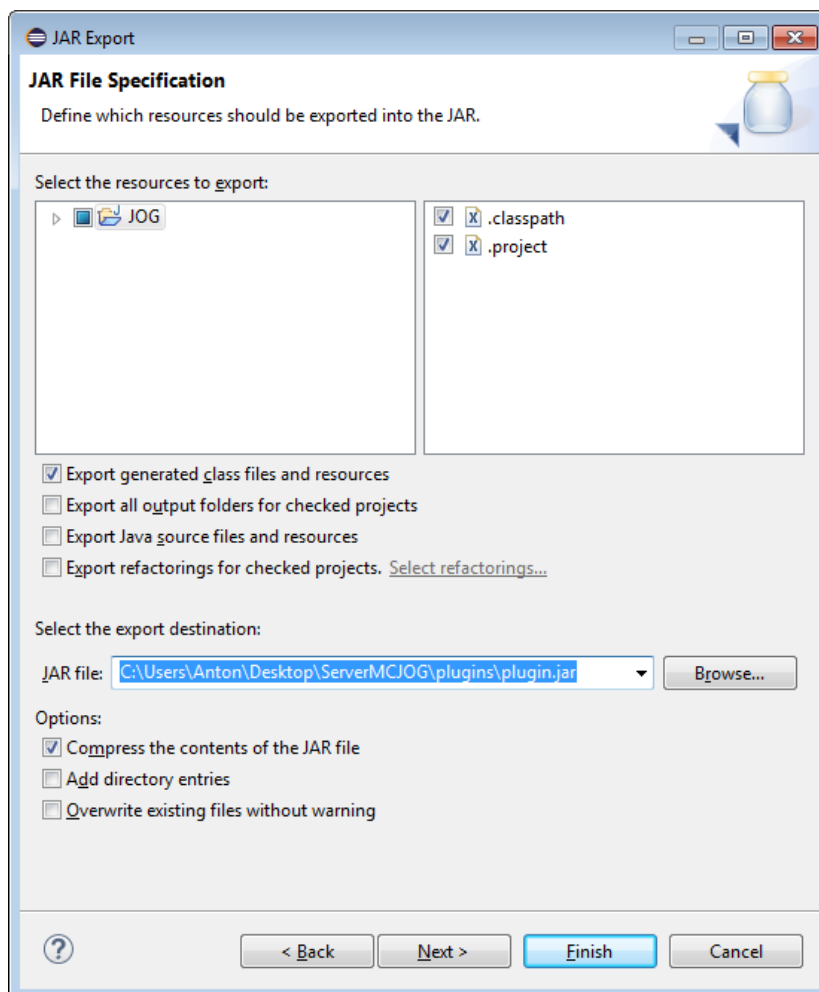 JAR Export
JAR File Specification
Define which resources should be exported into the JAR.
Select the resources to export:
JOG
.classpath
.project
Export generated class files and resources
Export all output folders for checked projects
Export Java source files and resources
Export refactorings for checked projects. Select refactorings...
Select the export destination:
JAR file: C:\Users\Anton\Desktop\ServerMCJOG\plugins\plugin.jar Browse...
Options:
Compress the contents of the JAR file
Add directory entries
Overwrite existing files without warning
? < Back Next > Finish Cancel